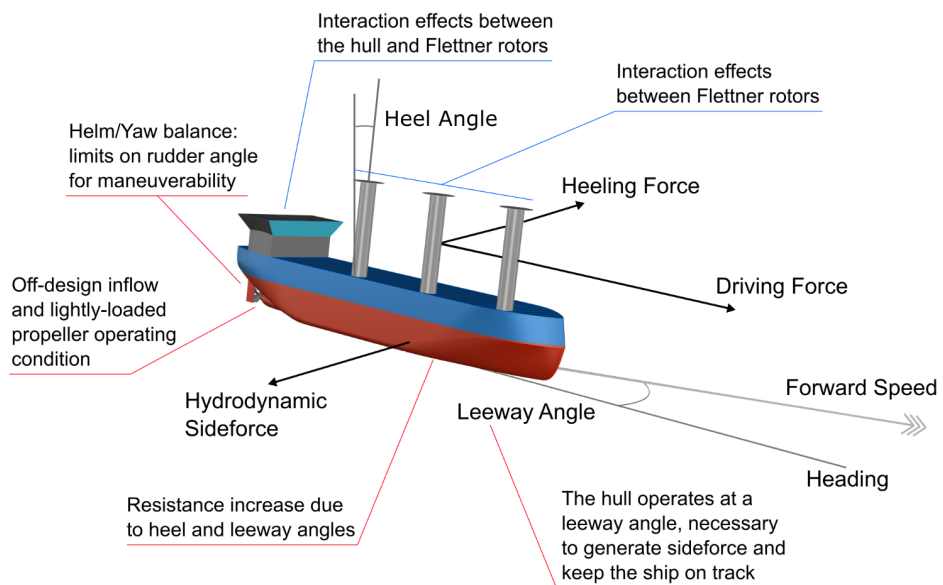 Interaction effects between
the hull and Flettner rotors
Interaction effects
between Flettner rotors
Heel Angle
Helm/Yaw balance:
limits on rudder angle
for maneuverability
Heeling Force
Driving Force
Off-design inflow
and lightly-loaded
propeller operating
condition
Hydrodynamic
Sideforce
Leeway Angle
Forward Speed
Heading
Resistance increase due
to heel and leeway angles
The hull operates at a
leeway angle, necessary
to generate sideforce and
keep the ship on track